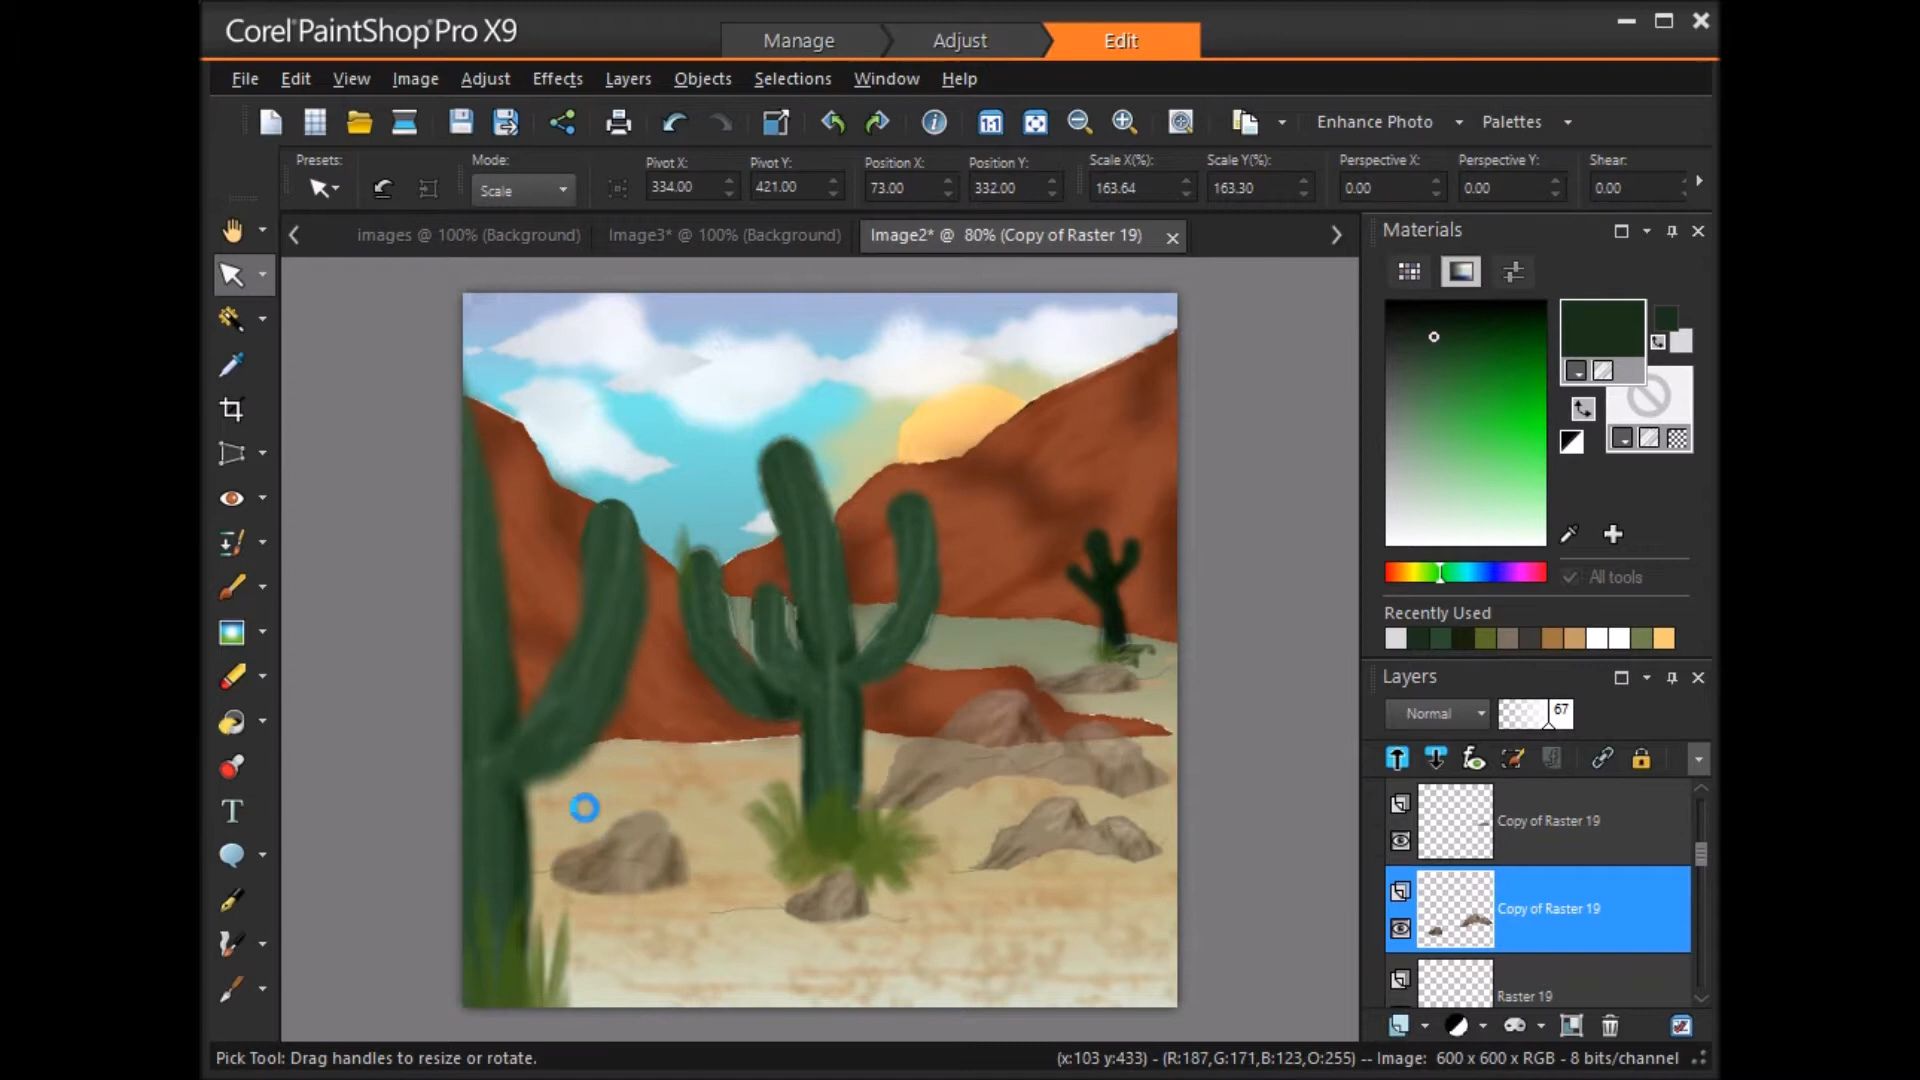 Corel PaintShop Pro X9
Manage
Adjust
Edit
File Edit View Image Adjust Effects Layers Objects Selections Window Help
1:1
Enhance Photo
Palettes
Presets:
Mode:
Scale
Pivot X:
334.00
Pivot Y:
421.00
Position X:
73.00
Position Y:
332.00
Scale X(%):
163.64
Scale Y(%):
163.30
Perspective X:
0.00
Perspective Y:
0.00
Shear:
0.00
images @ 100% (Background)
Image3* @ 100% (Background)
Image2* @ 80% (Copy of Raster 19)
Materials
All tools
Recently Used
Layers
Normal
67
Copy of Raster 19
Copy of Raster 19
Raster 19
Pick Tool: Drag handles to resize or rotate.
(x:103 y:433) - (R:187,G:171,B:123,O:255) -- Image: 600 x 600 x RGB - 8 bits/channel